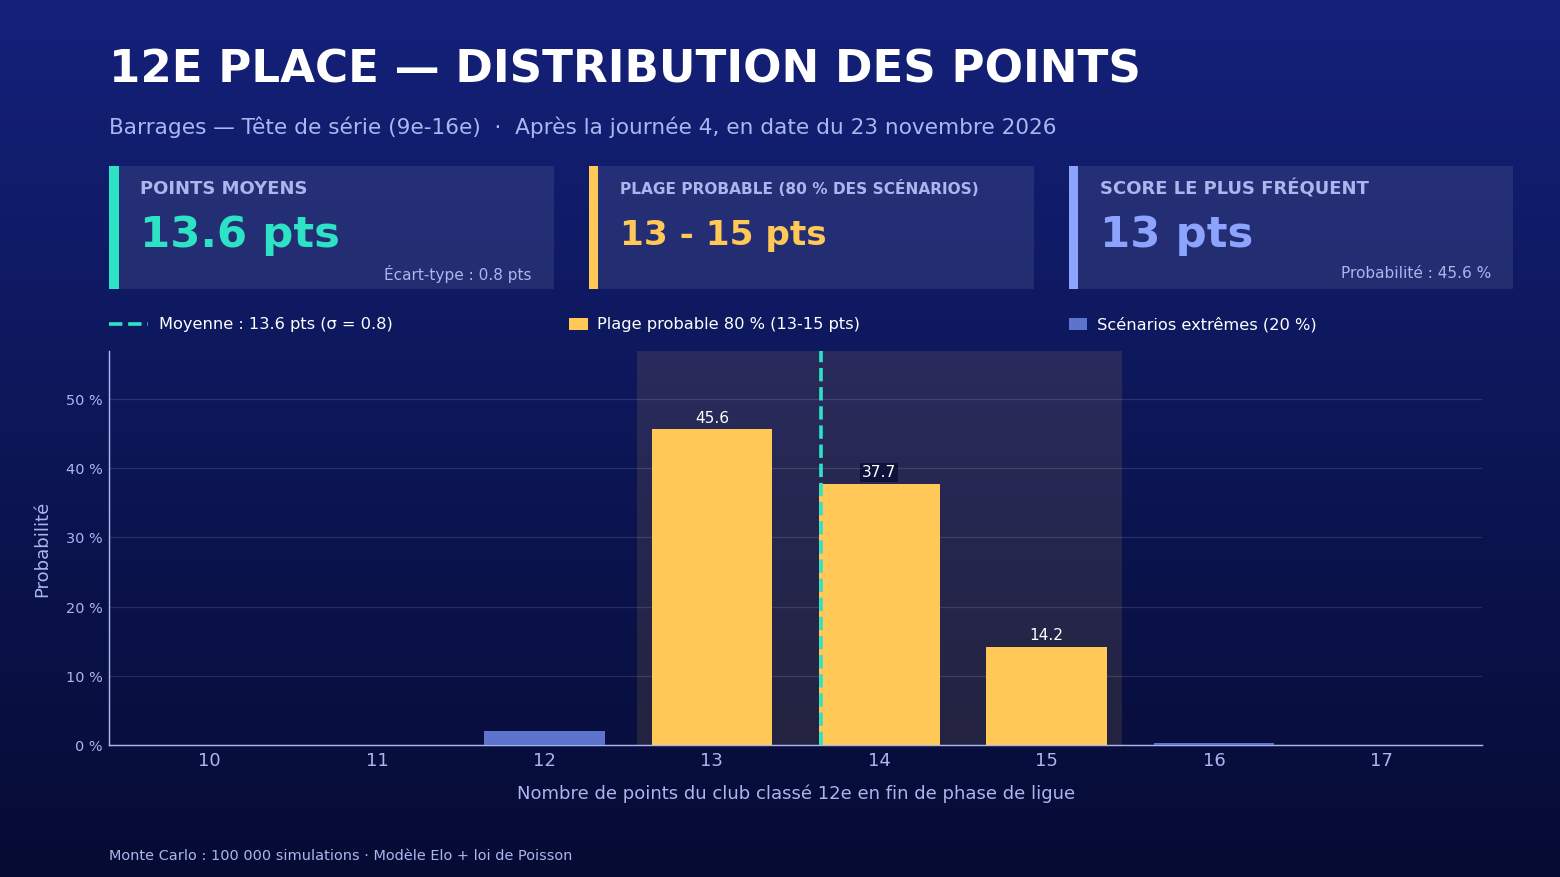 12E PLACE — DISTRIBUTION DES POINTS
Barrages — Tête de série (9e-16e) · Après la journée 4, en date du 23 novembre 2026
POINTS MOYENS
13.6 pts
Écart-type : 0.8 pts
PLAGE PROBABLE (80 % DES SCÉNARIOS)
13 - 15 pts
SCORE LE PLUS FRÉQUENT
13 pts
Probabilité : 45.6 %
Moyenne : 13.6 pts (σ = 0.8)
Plage probable 80 % (13-15 pts)
Scénarios extrêmes (20 %)
Probabilité
50 %
40 %
30 %
20 %
10 %
0 %
45.6
37.7
14.2
10 11 12 13 14 15 16 17
Nombre de points du club classé 12e en fin de phase de ligue
Monte Carlo : 100 000 simulations · Modèle Elo + loi de Poisson